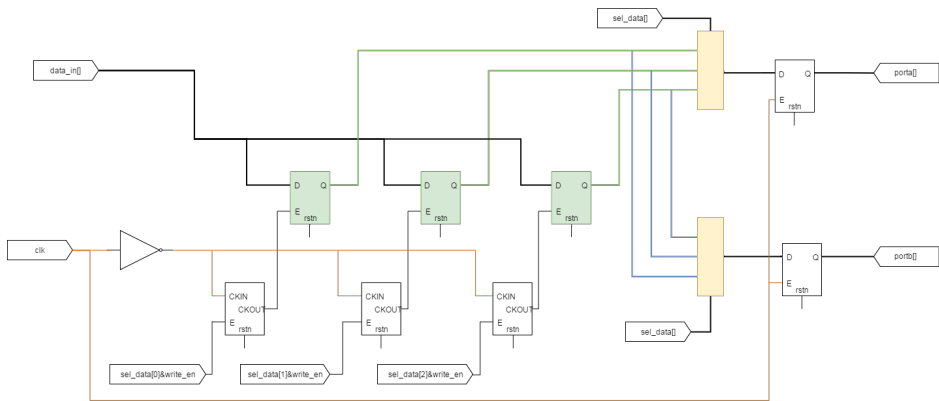 sel_data[]
data_in[]
D Q
E
rstn
porta[]
D Q
E
rstn
D Q
E
rstn
D Q
E
rstn
clk
D Q
E
rstn
portb[]
CKIN
CKOUT
E
rstn
CKIN
CKOUT
E
rstn
CKIN
CKOUT
E
rstn
sel_data[]
sel_data[0]&write_en
sel_data[1]&write_en
sel_data[2]&write_en